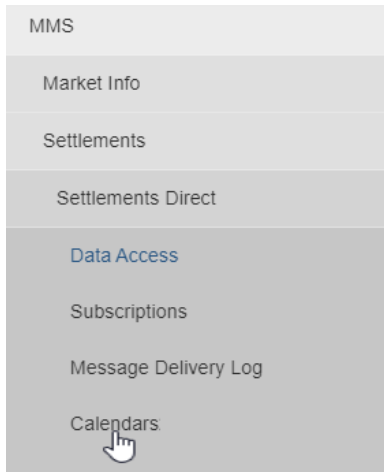 MMS
Market Info
Settlements
Settlements Direct
Data Access
Subscriptions
Message Delivery Log
Calendars